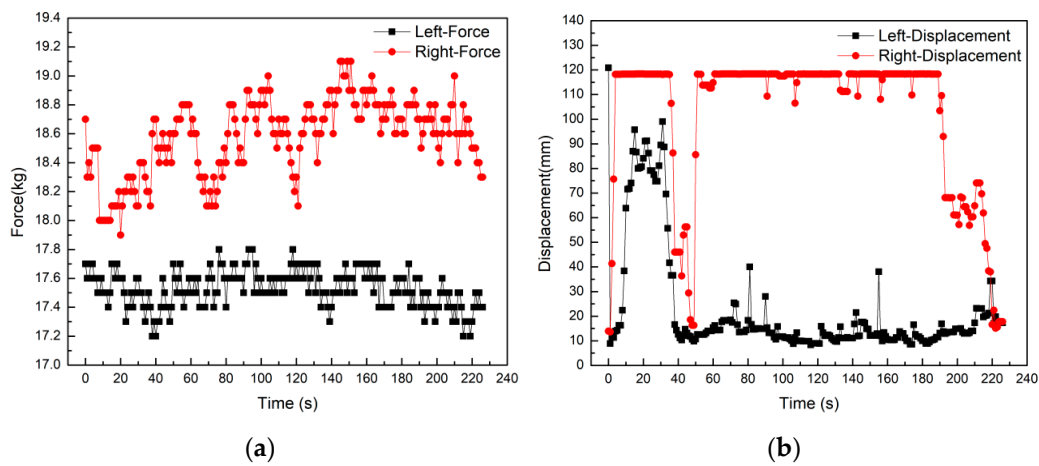 19.4
19.2
19.0
18.8
18.6
18.4
18.2
18.0
17.8
17.6
17.4
17.2
17.0
Force(kg)
Left-Force
Right-Force
0 20 40 60 80 100 120 140 160 180 200 220 240
Time (s)
(a)
140
130
120
110
100
90
80
70
60
50
40
30
20
10
0
Displacement(mm)
Left-Displacement
Right-Displacement
0 20 40 60 80 100 120 140 160 180 200 220 240
Time (s)
(b)